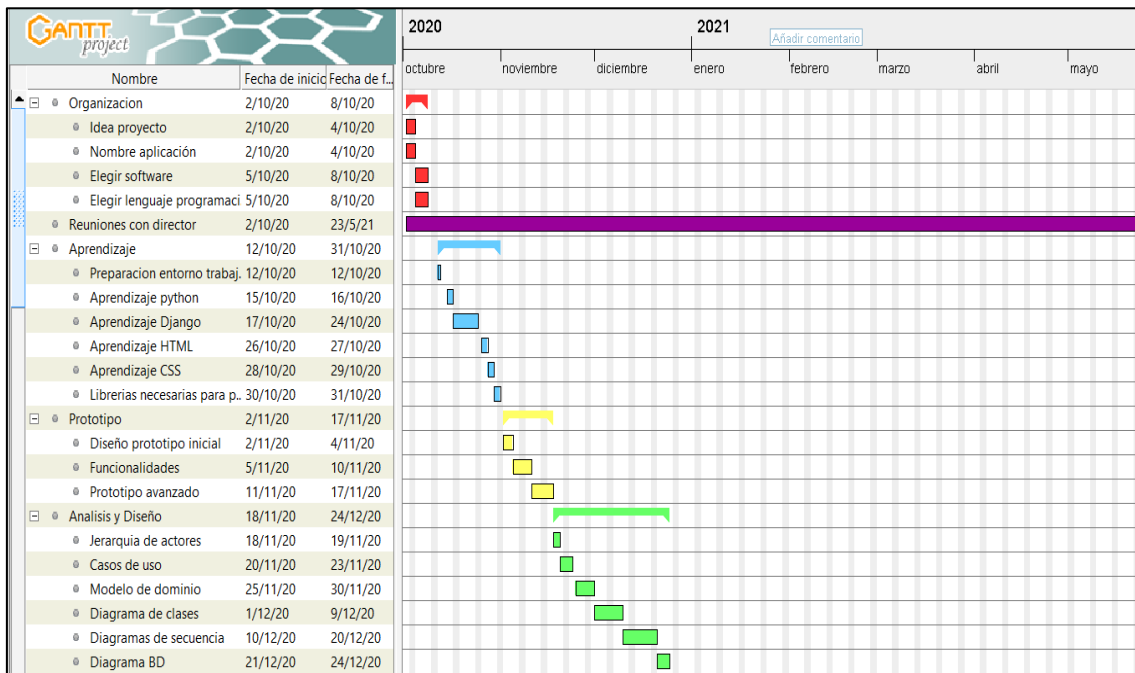 GANTT
project
2020 2021
Añadir comentario
octubre noviembre diciembre enero febrero marzo abril mayo
Nombre Fecha de inicio Fecha de f...
Organizacion 2/10/20 8/10/20
Idea proyecto 2/10/20 4/10/20
Nombre aplicación 2/10/20 4/10/20
Elegir software 5/10/20 8/10/20
Elegir lenguaje programaci 5/10/20 8/10/20
Reuniones con director 2/10/20 23/5/21
Aprendizaje 12/10/20 31/10/20
Preparacion entorno trabaj. 12/10/20 12/10/20
Aprendizaje python 15/10/20 16/10/20
Aprendizaje Django 17/10/20 24/10/20
Aprendizaje HTML 26/10/20 27/10/20
Aprendizaje CSS 28/10/20 29/10/20
Librerias necesarias para p.. 30/10/20 31/10/20
Prototipo 2/11/20 17/11/20
Diseño prototipo inicial 2/11/20 4/11/20
Funcionalidades 5/11/20 10/11/20
Prototipo avanzado 11/11/20 17/11/20
Analisis y Diseño 18/11/20 24/12/20
Jerarquia de actores 18/11/20 19/11/20
Casos de uso 20/11/20 23/11/20
Modelo de dominio 25/11/20 30/11/20
Diagrama de clases 1/12/20 9/12/20
Diagramas de secuencia 10/12/20 20/12/20
Diagrama BD 21/12/20 24/12/20